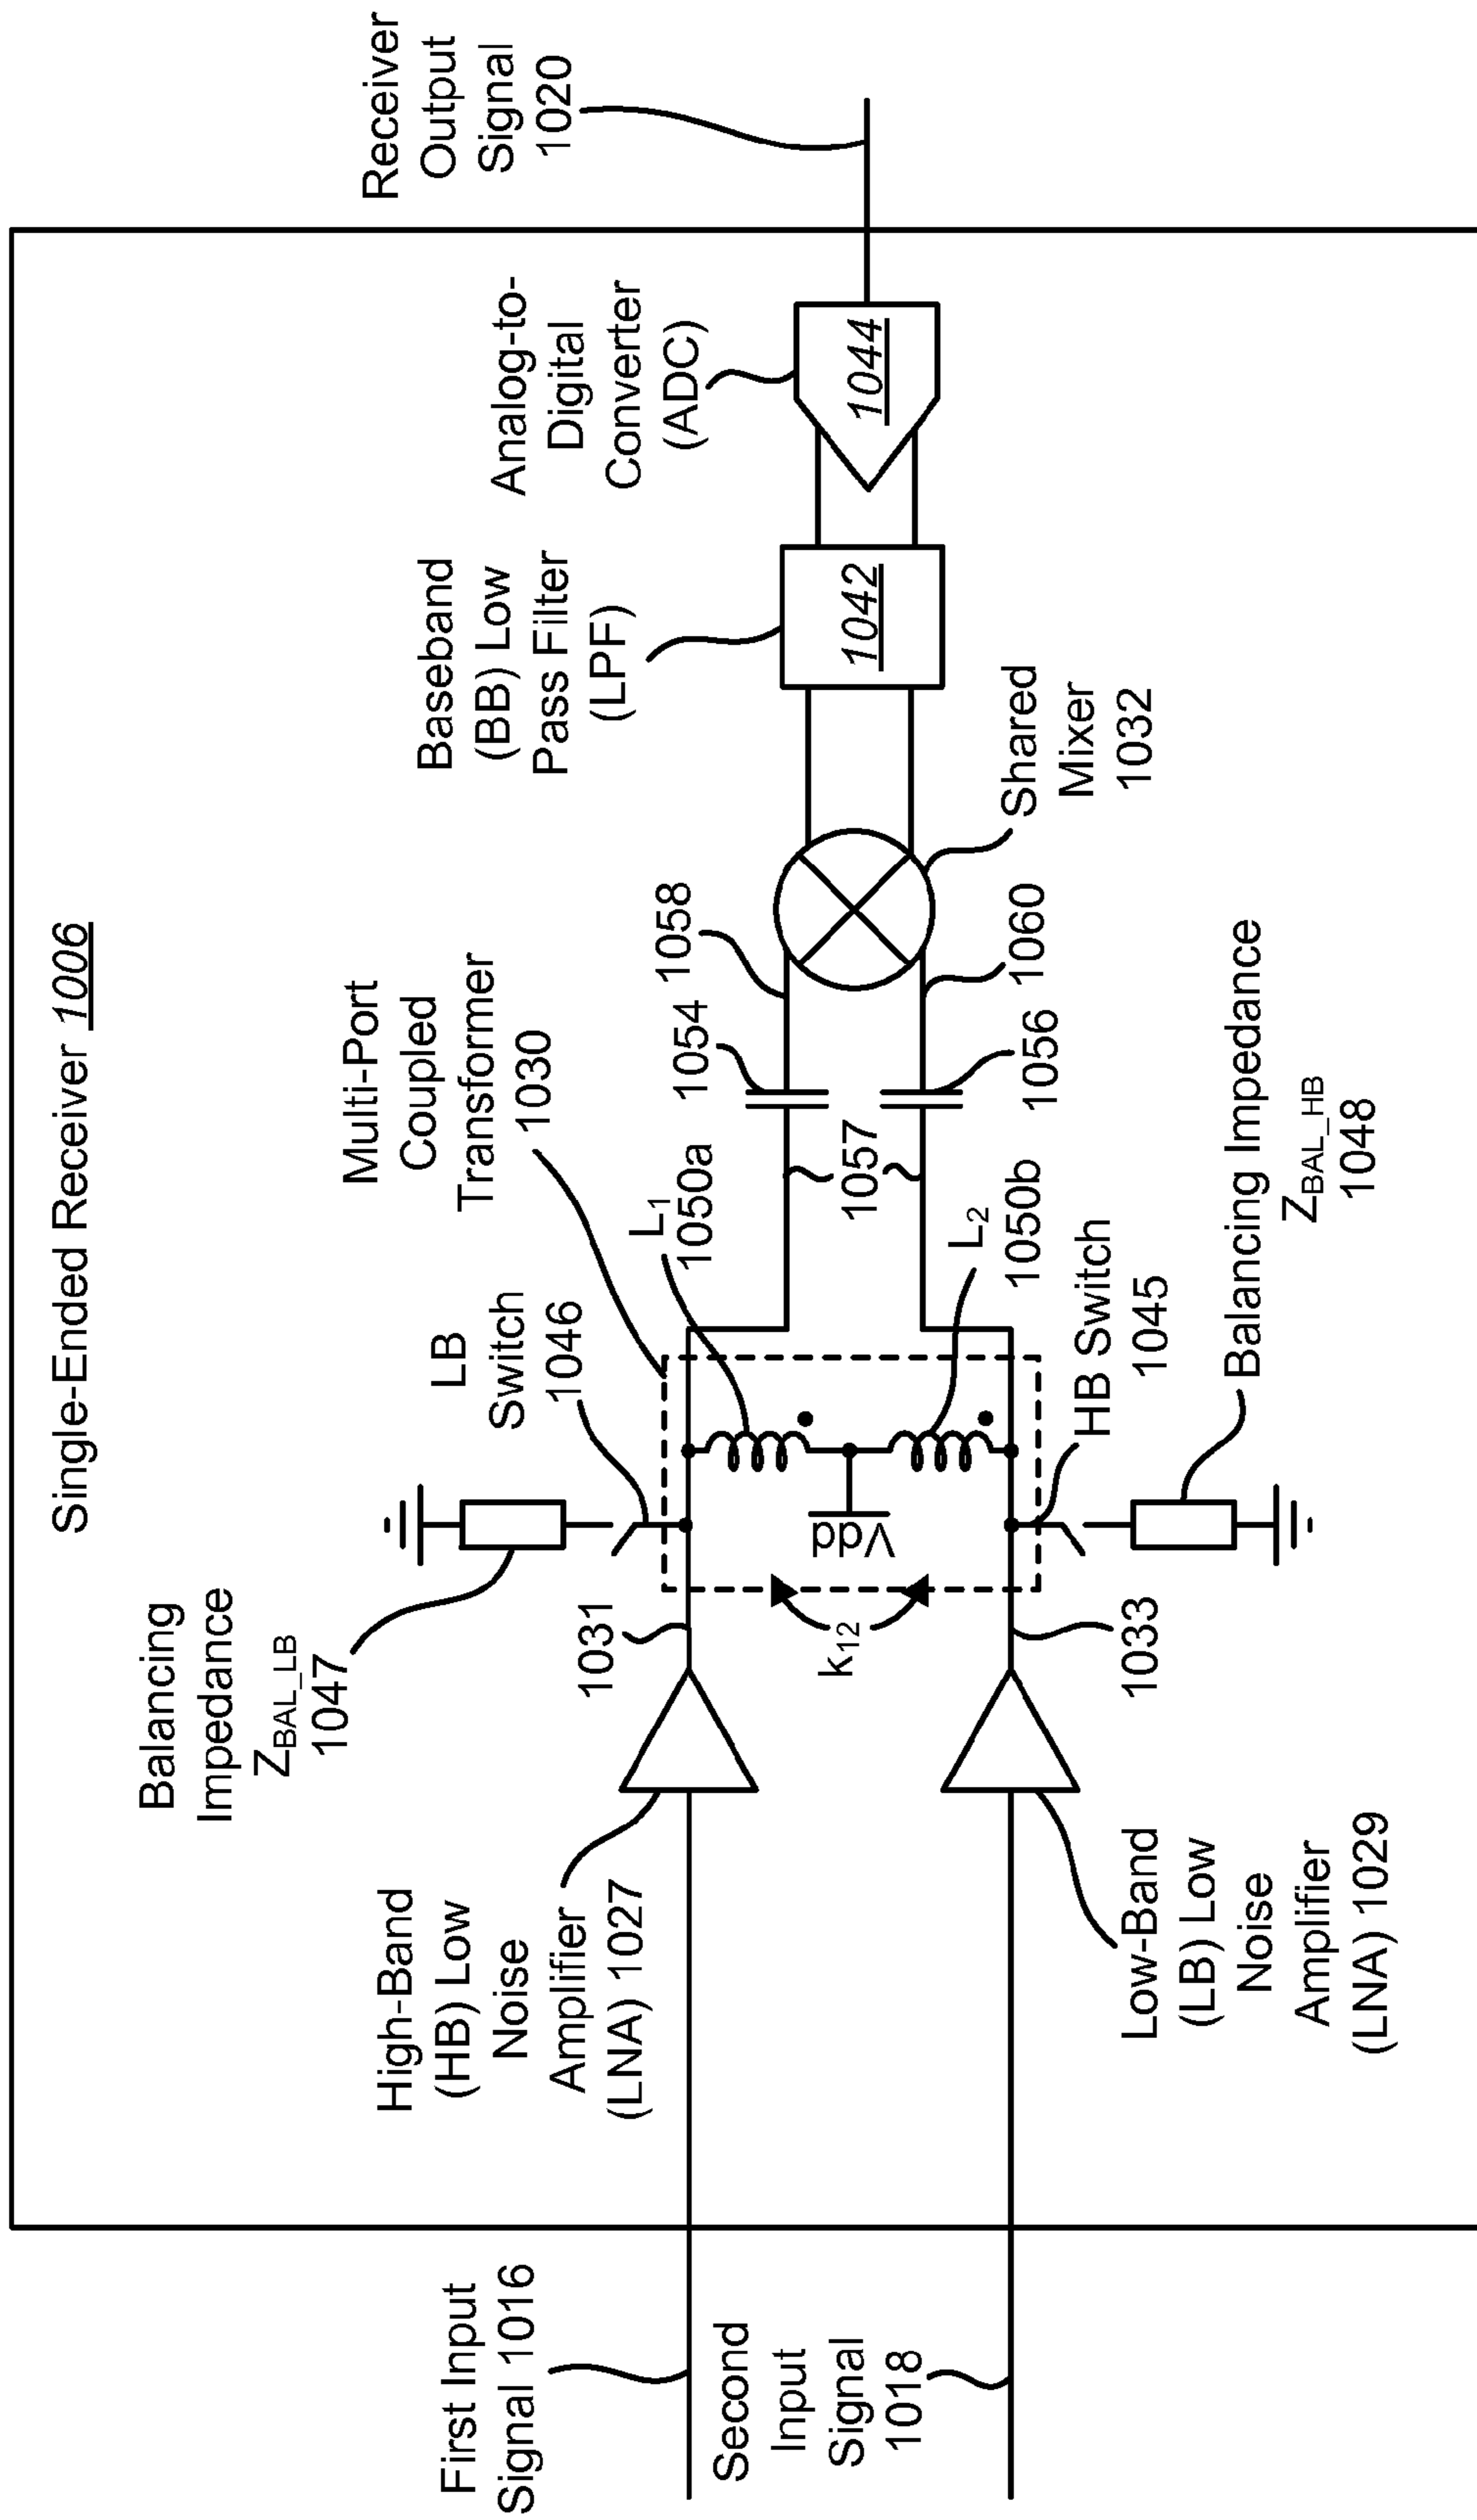 Single-Ended Receiver 1006
First Input
Signal 1016
Second
Input
Signal
1018
High-Band
(HB) Low
Noise
Amplifier
(LNA) 1027
Low-Band
(LB) Low
Noise
Amplifier
(LNA) 1029
Balancing
Impedance
ZBAL_LB
1047
1031
1033
k12
Vdd
LB
Switch
1046
Multi-Port
Coupled
Transformer
1030
L1
1050a
L2
1050b
HB Switch
1045
Balancing Impedance
ZBAL_HB
1048
1057
1054
1056
1058
1060
Shared
Mixer
1032
Baseband
(BB) Low
Pass Filter
(LPF)
1042
Analog-to-
Digital
Converter
(ADC)
1044
Receiver
Output
Signal
1020